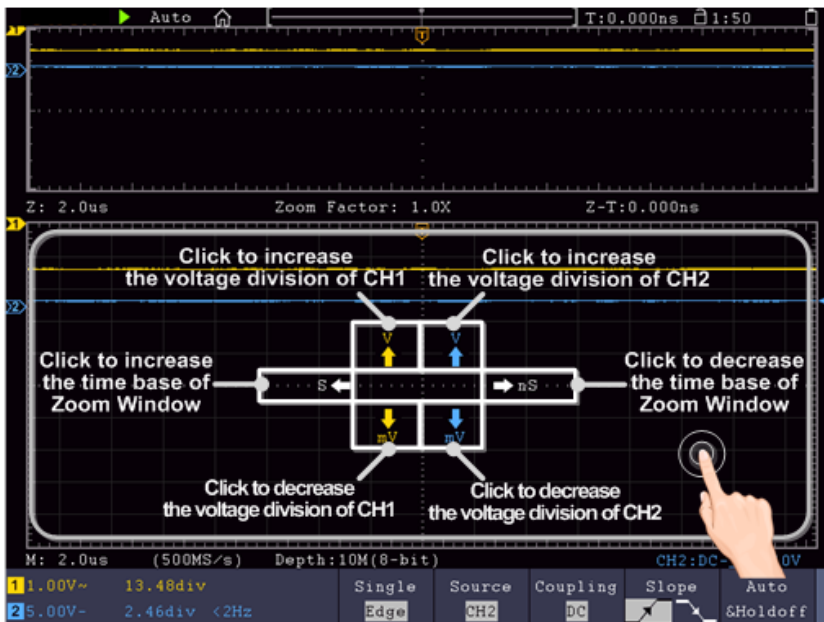 Auto T:0.000ns 1:50
T
1
2
Z: 2.0us Zoom Factor: 1.0X Z-T:0.000ns
1
Click to increase
the voltage division of CH1
Click to increase
the voltage division of CH2
2
V V
Click to increase
the time base of
Zoom Window
S nS
Click to decrease
the time base of
Zoom Window
mV mV
Click to decrease
the voltage division of CH1
Click to decrease
the voltage division of CH2
M: 2.0us (500MS/s) Depth:10M(8-bit) CH2:DC- 0V
1 1.00V~ 13.48div Single Source Coupling Slope Auto
2 5.00V- 2.46div <2Hz Edge CH2 DC &Holdoff